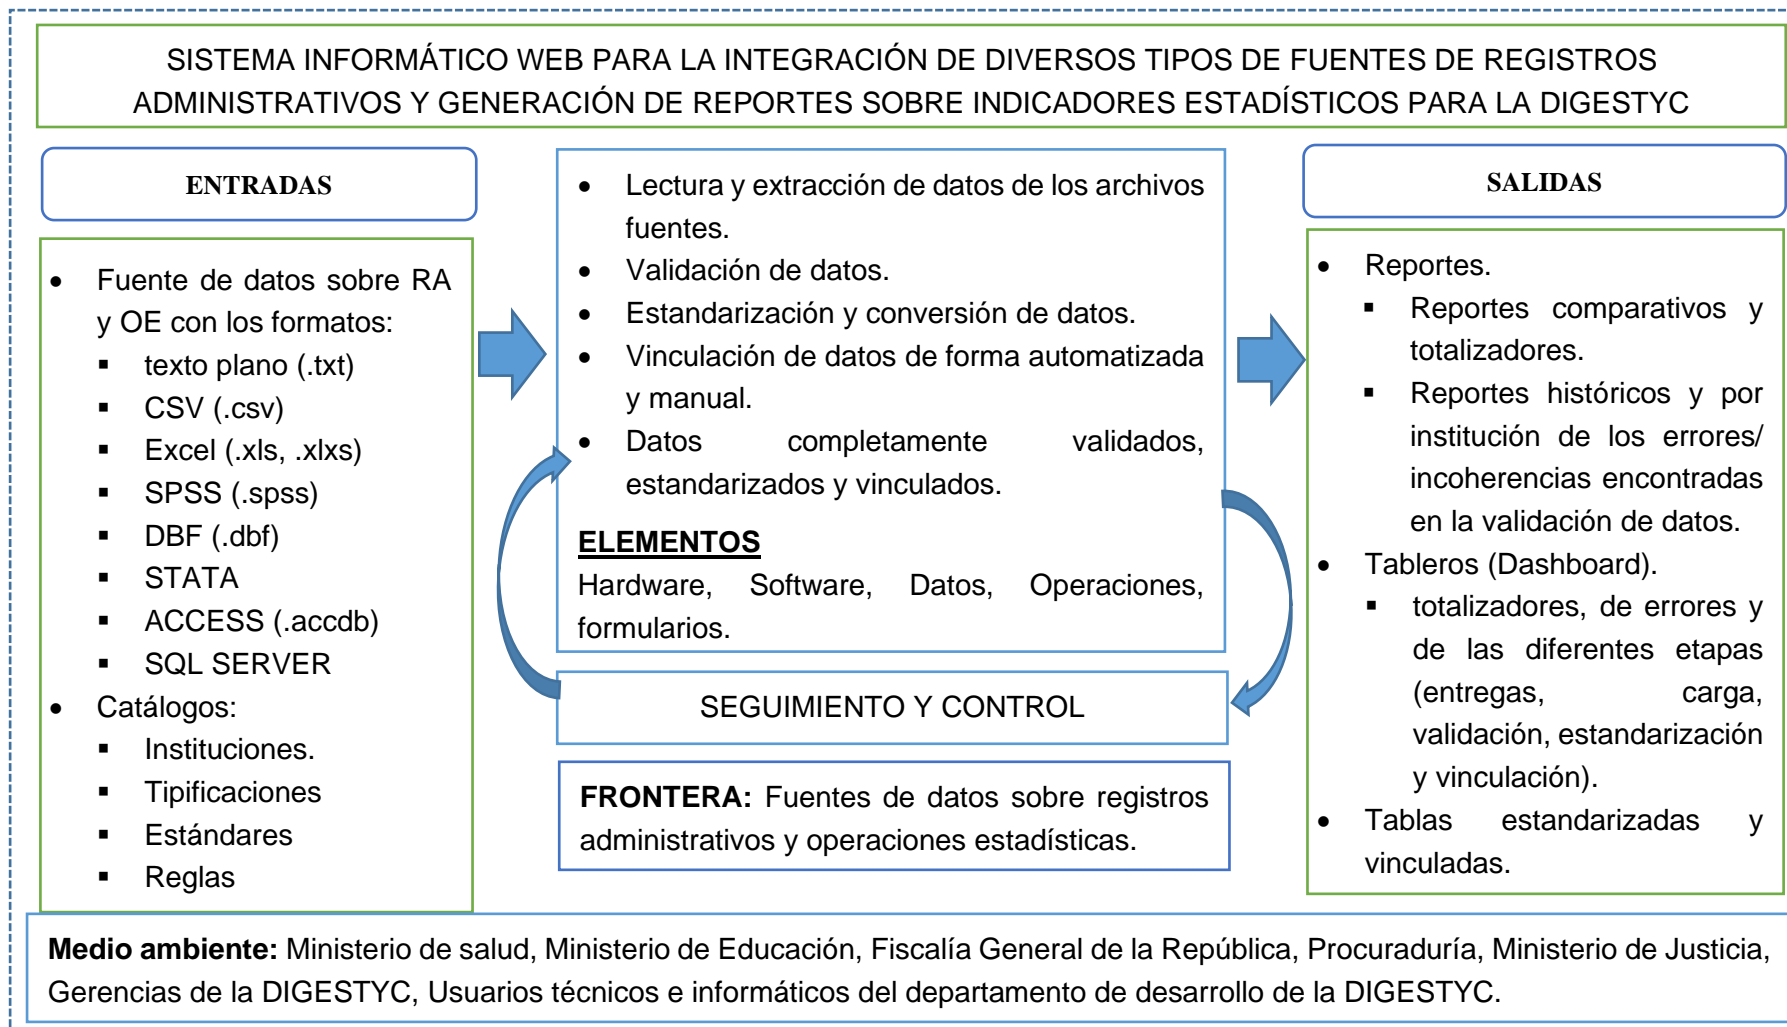 SISTEMA INFORMÁTICO WEB PARA LA INTEGRACIÓN DE DIVERSOS TIPOS DE FUENTES DE REGISTROS
ADMINISTRATIVOS Y GENERACIÓN DE REPORTES SOBRE INDICADORES ESTADÍSTICOS PARA LA DIGESTYC
ENTRADAS
• Fuente de datos sobre RA
y OE con los formatos:
▪ texto plano (.txt)
▪ CSV (.csv)
▪ Excel (.xls, .xlxs)
▪ SPSS (.spss)
▪ DBF (.dbf)
▪ STATA
▪ ACCESS (.accdb)
▪ SQL SERVER
• Catálogos:
▪ Instituciones.
▪ Tipificaciones
▪ Estándares
▪ Reglas
• Lectura y extracción de datos de los archivos
fuentes.
• Validación de datos.
• Estandarización y conversión de datos.
• Vinculación de datos de forma automatizada
y manual.
• Datos completamente validados,
estandarizados y vinculados.
ELEMENTOS
Hardware, Software, Datos, Operaciones,
formularios.
SEGUIMIENTO Y CONTROL
FRONTERA: Fuentes de datos sobre registros
administrativos y operaciones estadísticas.
SALIDAS
• Reportes.
▪ Reportes comparativos y
totalizadores.
▪ Reportes históricos y por
institución de los errores/
incoherencias encontradas
en la validación de datos.
• Tableros (Dashboard).
▪ totalizadores, de errores y
de las diferentes etapas
(entregas, carga,
validación, estandarización
y vinculación).
• Tablas estandarizadas y
vinculadas.
Medio ambiente: Ministerio de salud, Ministerio de Educación, Fiscalía General de la República, Procuraduría, Ministerio de Justicia,
Gerencias de la DIGESTYC, Usuarios técnicos e informáticos del departamento de desarrollo de la DIGESTYC.